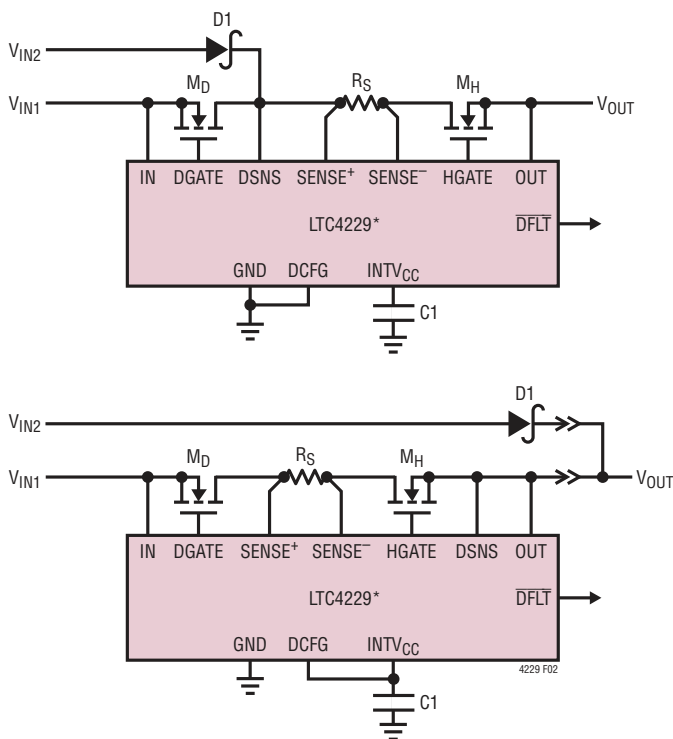 D1
VIN2
VIN1 MD RS MH VOUT
IN DGATE DSNS SENSE+ SENSE− HGATE OUT
LTC4229* DFLT
GND DCFG INTVCC
C1
D1
VIN2
VIN1 MD RS MH VOUT
IN DGATE SENSE+ SENSE− HGATE DSNS OUT
LTC4229* DFLT
GND DCFG INTVCC
4229 F02
C1